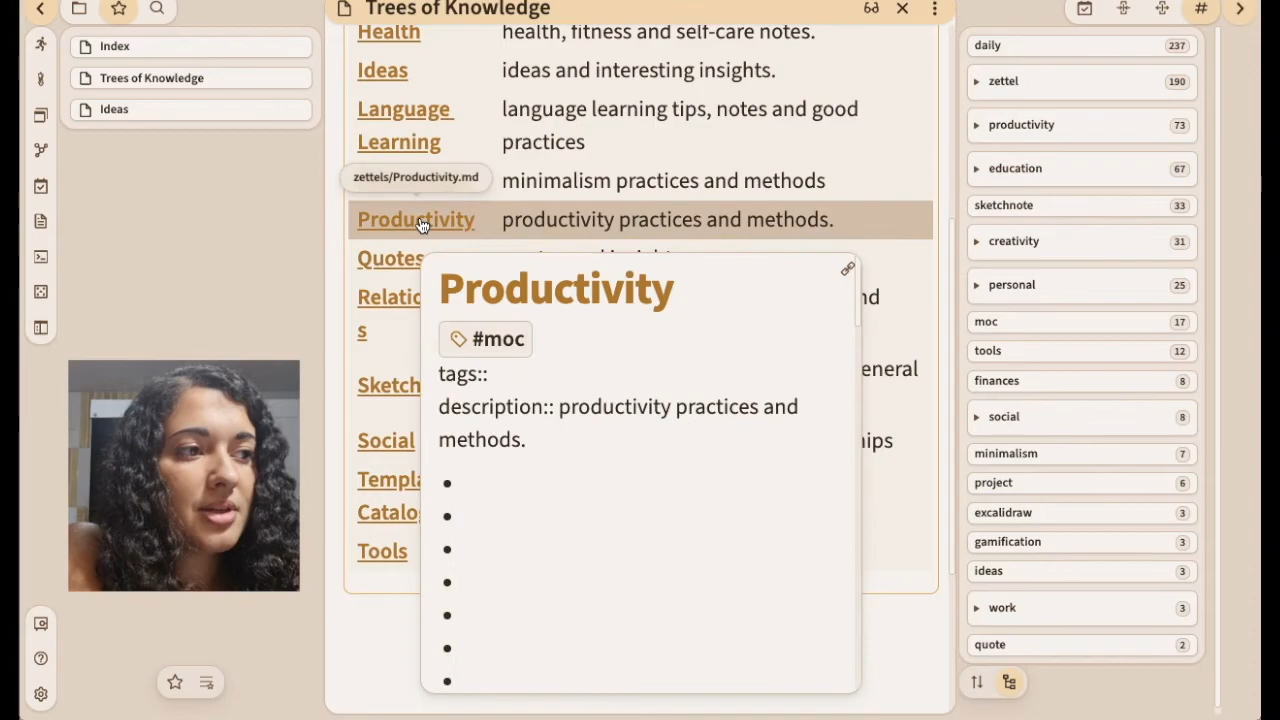 Trees of Knowledge
Index
Trees of Knowledge
Ideas
Health
health, fitness and self-care notes.
Ideas
ideas and interesting insights.
Language
Learning
language learning tips, notes and good
practices
zettels/Productivity.md
minimalism practices and methods
Productivity
productivity practices and methods.
Quotes
Relatio
s
nd
Sketch
eneral
Social
hips
Templa
Catalo
Tools
Productivity
#moc
tags::
description:: productivity practices and
methods.
#
daily 237
zettel 190
productivity 73
education 67
sketchnote 33
creativity 31
personal 25
moc 17
tools 12
finances 8
social 8
minimalism 7
project 6
excalidraw 3
gamification 3
ideas 3
work 3
quote 2